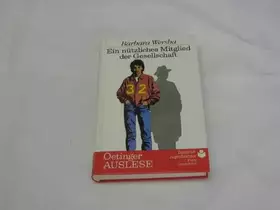 Barbara Wersba
Ein nützliches Mitglied
der Gesellschaft
32
Oetinger
AUSLESE